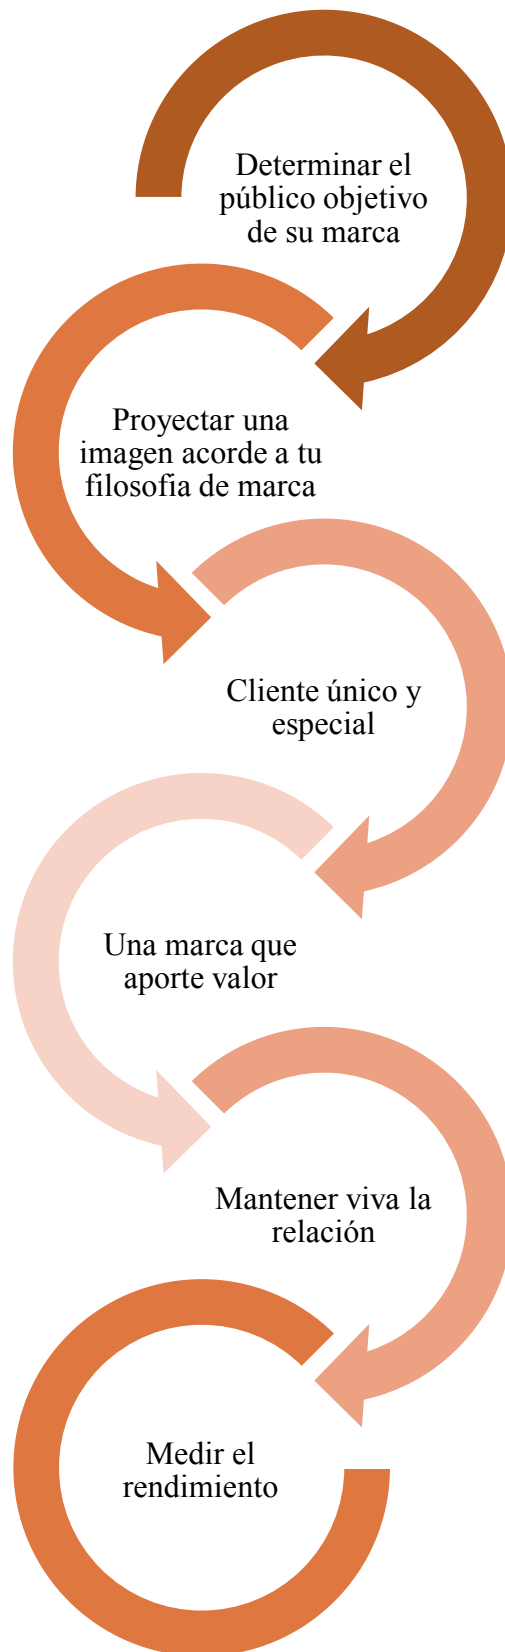 Determinar el
público objetivo
de su marca
Proyectar una
imagen acorde a tu
filosofia de marca
Cliente único y
especial
Una marca que
aporte valor
Mantener viva la
relación
Medir el
rendimiento